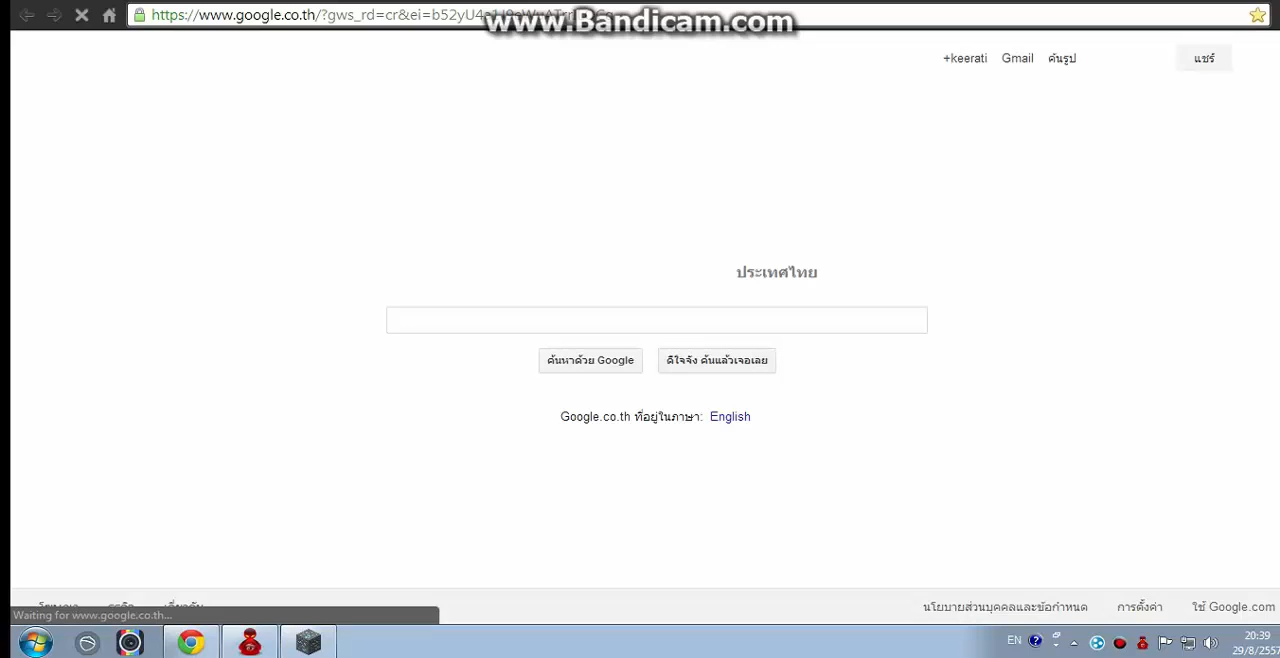 https://www.google.co.th/?gws_rd=cr&ei=b52yU4
www.Bandicam.com
+keerati Gmail ค้นรูป แชร์
ประเทศไทย
ค้นหาด้วย Google ดีใจจัง ค้นแล้วเจอเลย
Google.co.th ที่อยู่ในภาษา: English
นโยบายส่วนบุคคลและข้อกำหนด การตั้งค่า ใช้ Google.com
Waiting for www.google.co.th...
EN
20:39
29/8/2557